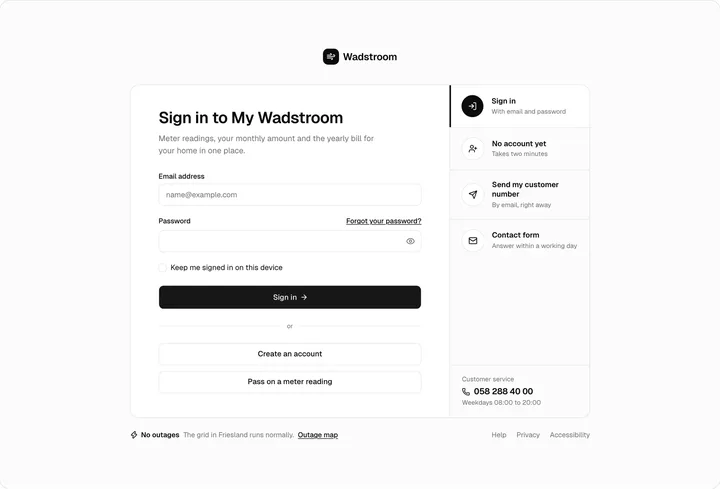 Wadstroom
Sign in to My Wadstroom
Meter readings, your monthly amount and the yearly bill for
your home in one place.
Email address
name@example.com
Password
Forgot your password?
Keep me signed in on this device
Sign in →
or
Create an account
Pass on a meter reading
Sign in
With email and password
No account yet
Takes two minutes
Send my customer
number
By email, right away
Contact form
Answer within a working day
Customer service
058 288 40 00
Weekdays 08:00 to 20:00
No outages The grid in Friesland runs normally. Outage map
Help Privacy Accessibility